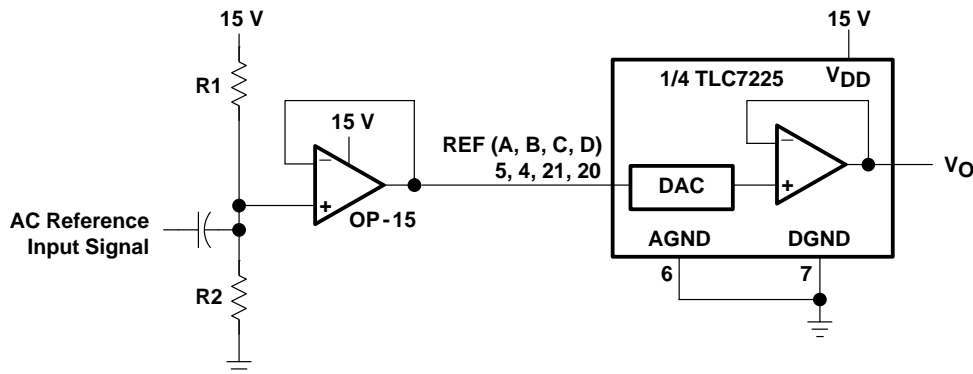 15 V
R1
15 V
−
+
OP-15
AC Reference
Input Signal
R2
REF (A, B, C, D)
5, 4, 21, 20
15 V
1/4 TLC7225
VDD
DAC
−
+
VO
AGND
DGND
6
7